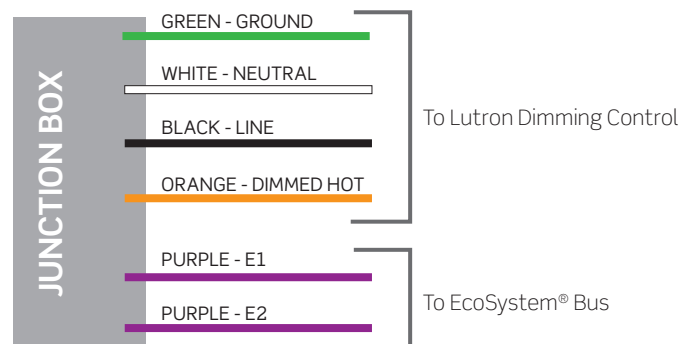 JUNCTION BOX
GREEN - GROUND
WHITE - NEUTRAL
BLACK - LINE
ORANGE - DIMMED HOT
To Lutron Dimming Control
PURPLE - E1
PURPLE - E2
To EcoSystem® Bus